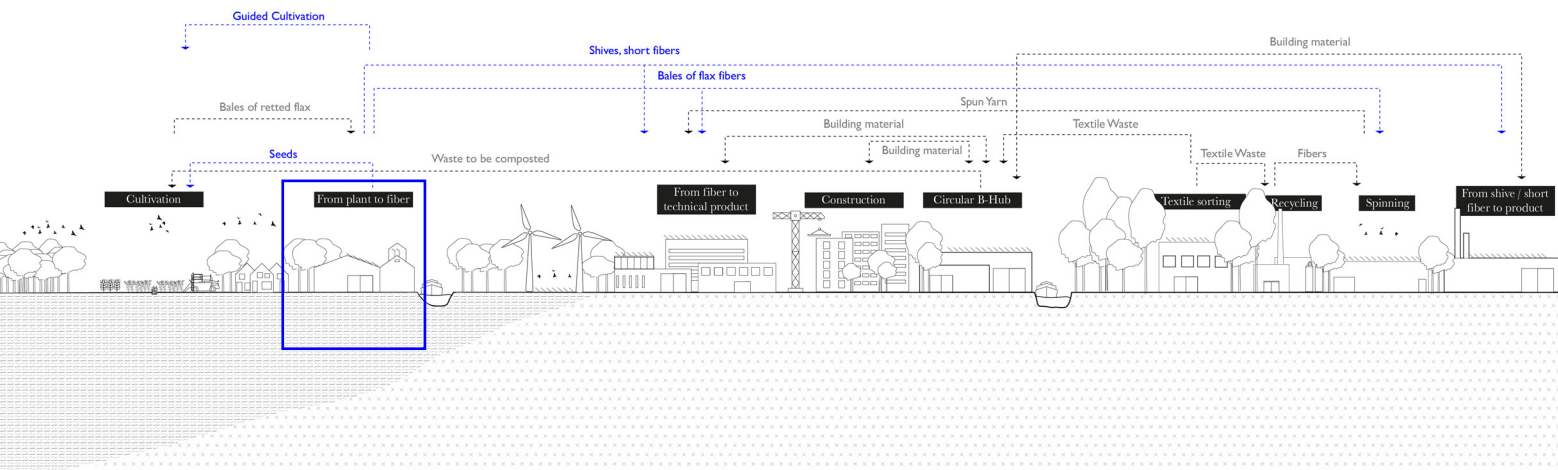 Guided Cultivation
Building material
Shives, short fibers
Bales of flax fibers
Spun Yarn
Bales of retted flax
Building material
Textile Waste
Building material
Seeds
Waste to be composted
Textile Waste
Fibers
Cultivation
From plant to fiber
From fiber to
technical product
Construction
Circular B-Hub
Textile sorting
Recycling
Spinning
From shive / short
fiber to product